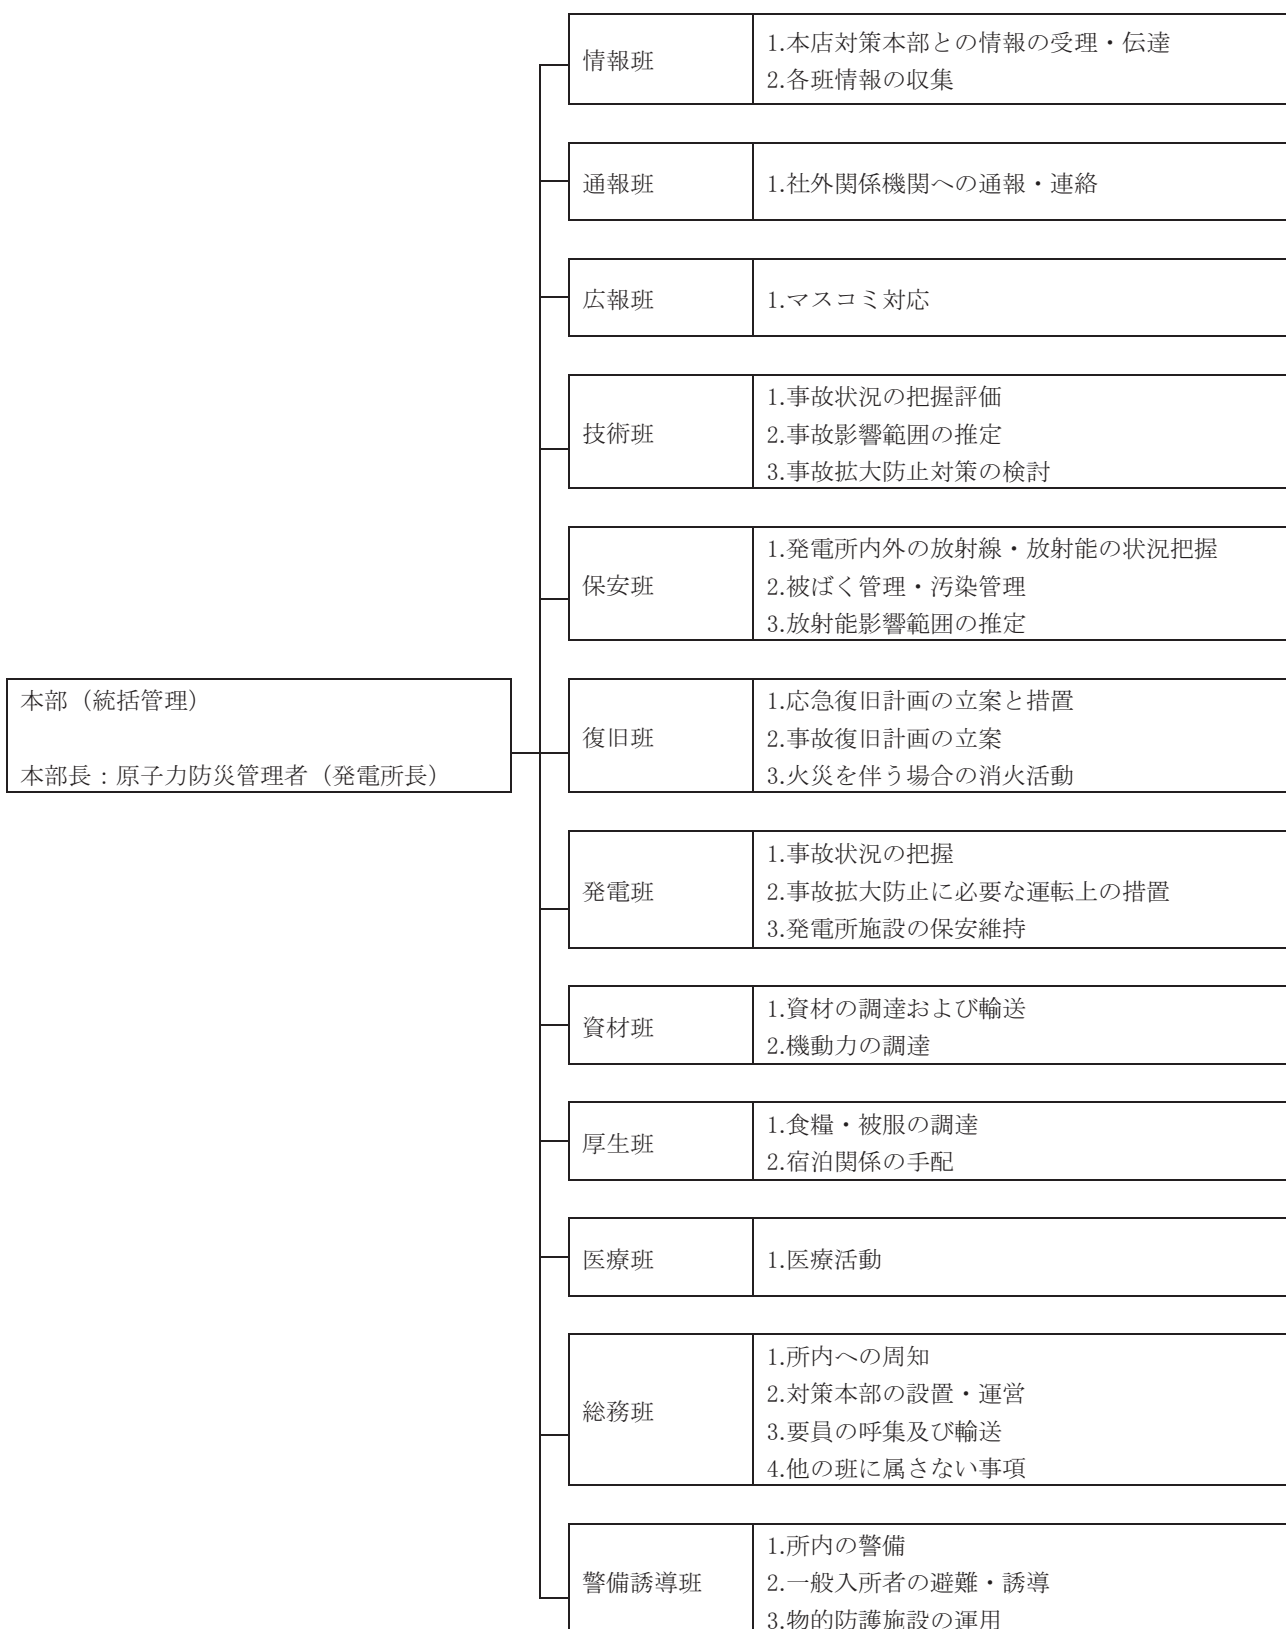 情報班
1.本店対策本部との情報の受理・伝達
2.各班情報の収集
通報班
1.社外関係機関への通報・連絡
広報班
1.マスコミ対応
技術班
1.事故状況の把握評価
2.事故影響範囲の推定
3.事故拡大防止対策の検討
保安班
1.発電所内外の放射線・放射能の状況把握
2.被ばく管理・汚染管理
3.放射能影響範囲の推定
本部（統括管理）
本部長：原子力防災管理者（発電所長）
復旧班
1.応急復旧計画の立案と措置
2.事故復旧計画の立案
3.火災を伴う場合の消火活動
発電班
1.事故状況の把握
2.事故拡大防止に必要な運転上の措置
3.発電所施設の保安維持
資材班
1.資材の調達および輸送
2.機動力の調達
厚生班
1.食糧・被服の調達
2.宿泊関係の手配
医療班
1.医療活動
総務班
1.所内への周知
2.対策本部の設置・運営
3.要員の呼集及び輸送
4.他の班に属さない事項
警備誘導班
1.所内の警備
2.一般入所者の避難・誘導
3.物的防護施設の運用